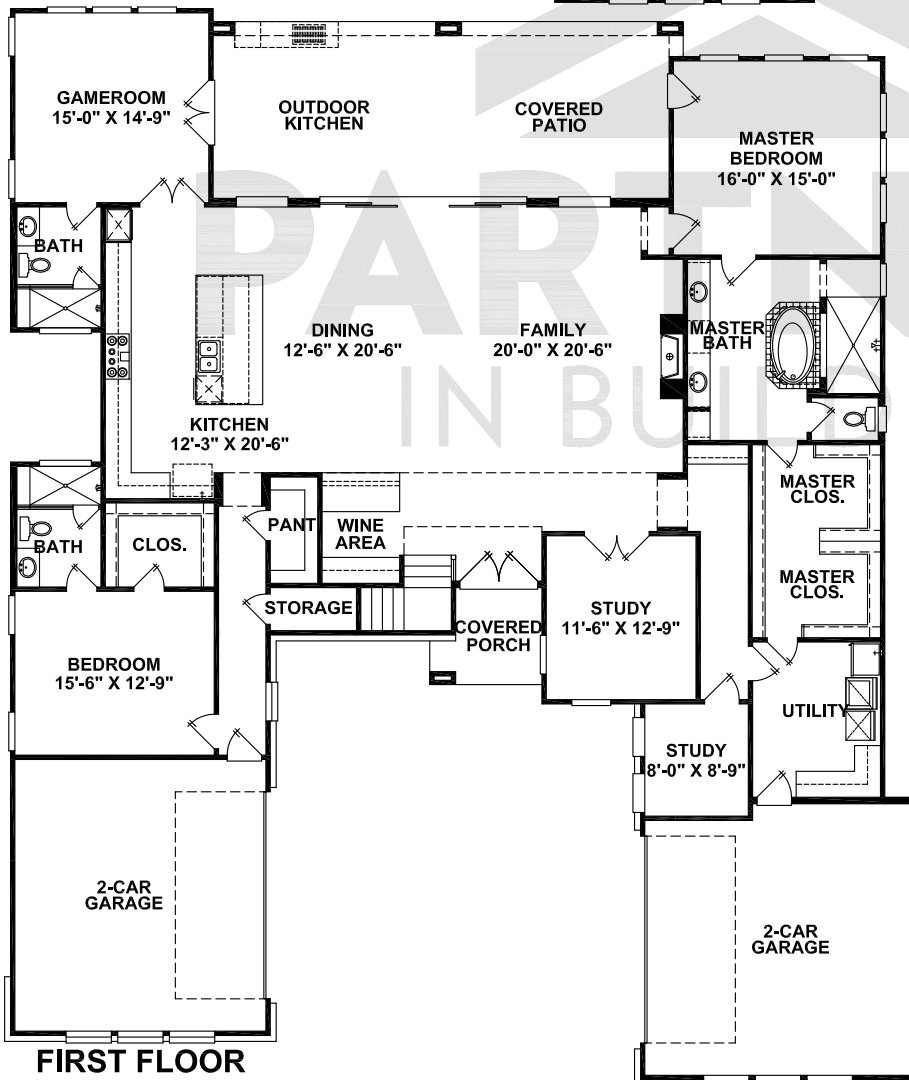 GAMEROOM
15'-0" X 14'-9"
OUTDOOR
KITCHEN
COVERED
PATIO
MASTER
BEDROOM
16'-0" X 15'-0"
PARTN
IN BUILD
BATH
DINING
12'-6" X 20'-6"
FAMILY
20'-0" X 20'-6"
MASTER
BATH
KITCHEN
12'-3" X 20'-6"
MASTER
CLOS.
MASTER
CLOS.
PANT
WINE
AREA
BATH
CLOS.
STORAGE
COVERED
PORCH
STUDY
11'-6" X 12'-9"
BEDROOM
15'-6" X 12'-9"
UTILITY
STUDY
8'-0" X 8'-9"
2-CAR
GARAGE
2-CAR
GARAGE
FIRST FLOOR